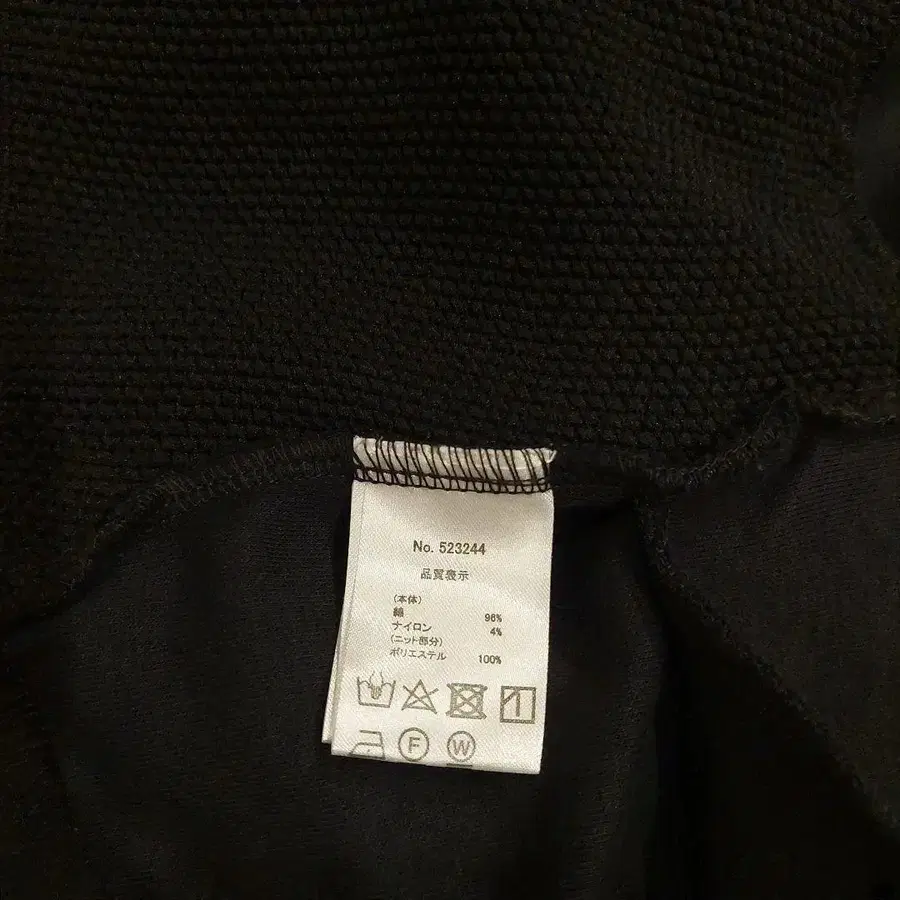 No. 523244
品質表示
(本体)
綿 96%
ナイロン 4%
(ニット部分)
ポリエステル 100%
F W